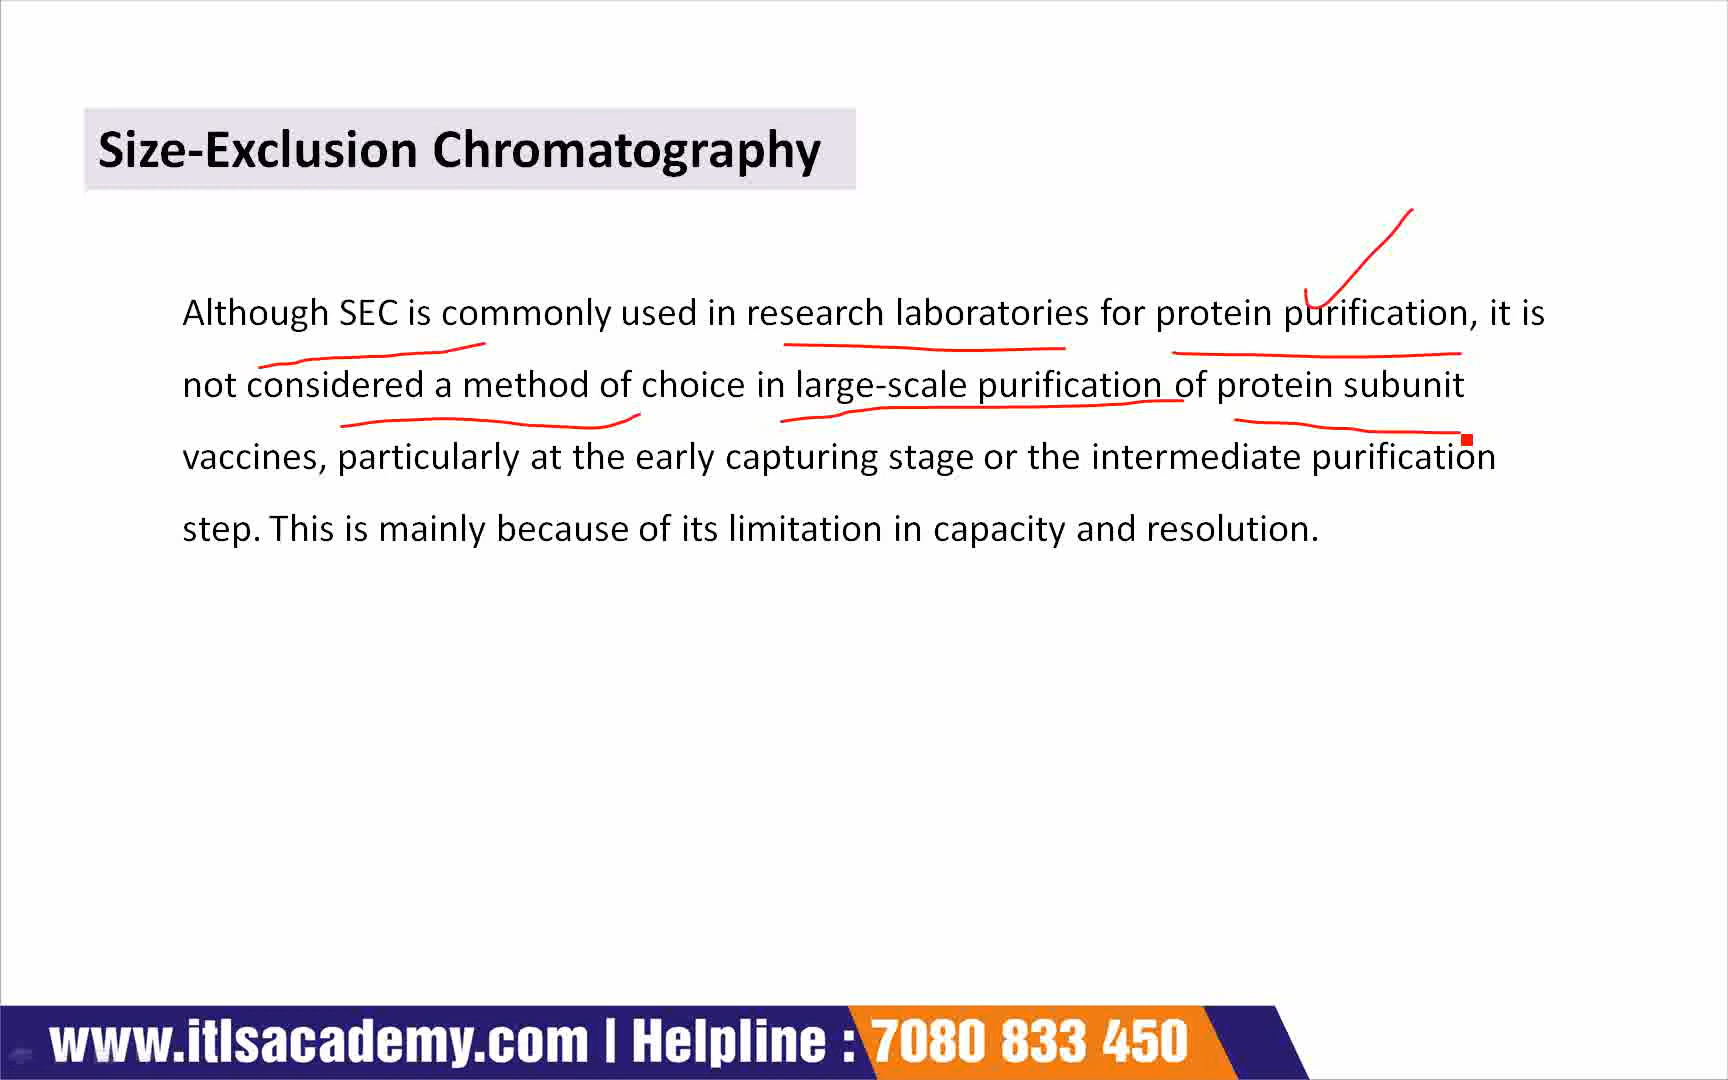 Size-Exclusion Chromatography
Although SEC is commonly used in research laboratories for protein purification, it is
not considered a method of choice in large-scale purification of protein subunit
vaccines, particularly at the early capturing stage or the intermediate purification
step. This is mainly because of its limitation in capacity and resolution.
www.itlsacademy.com | Helpline : 7080 833 450